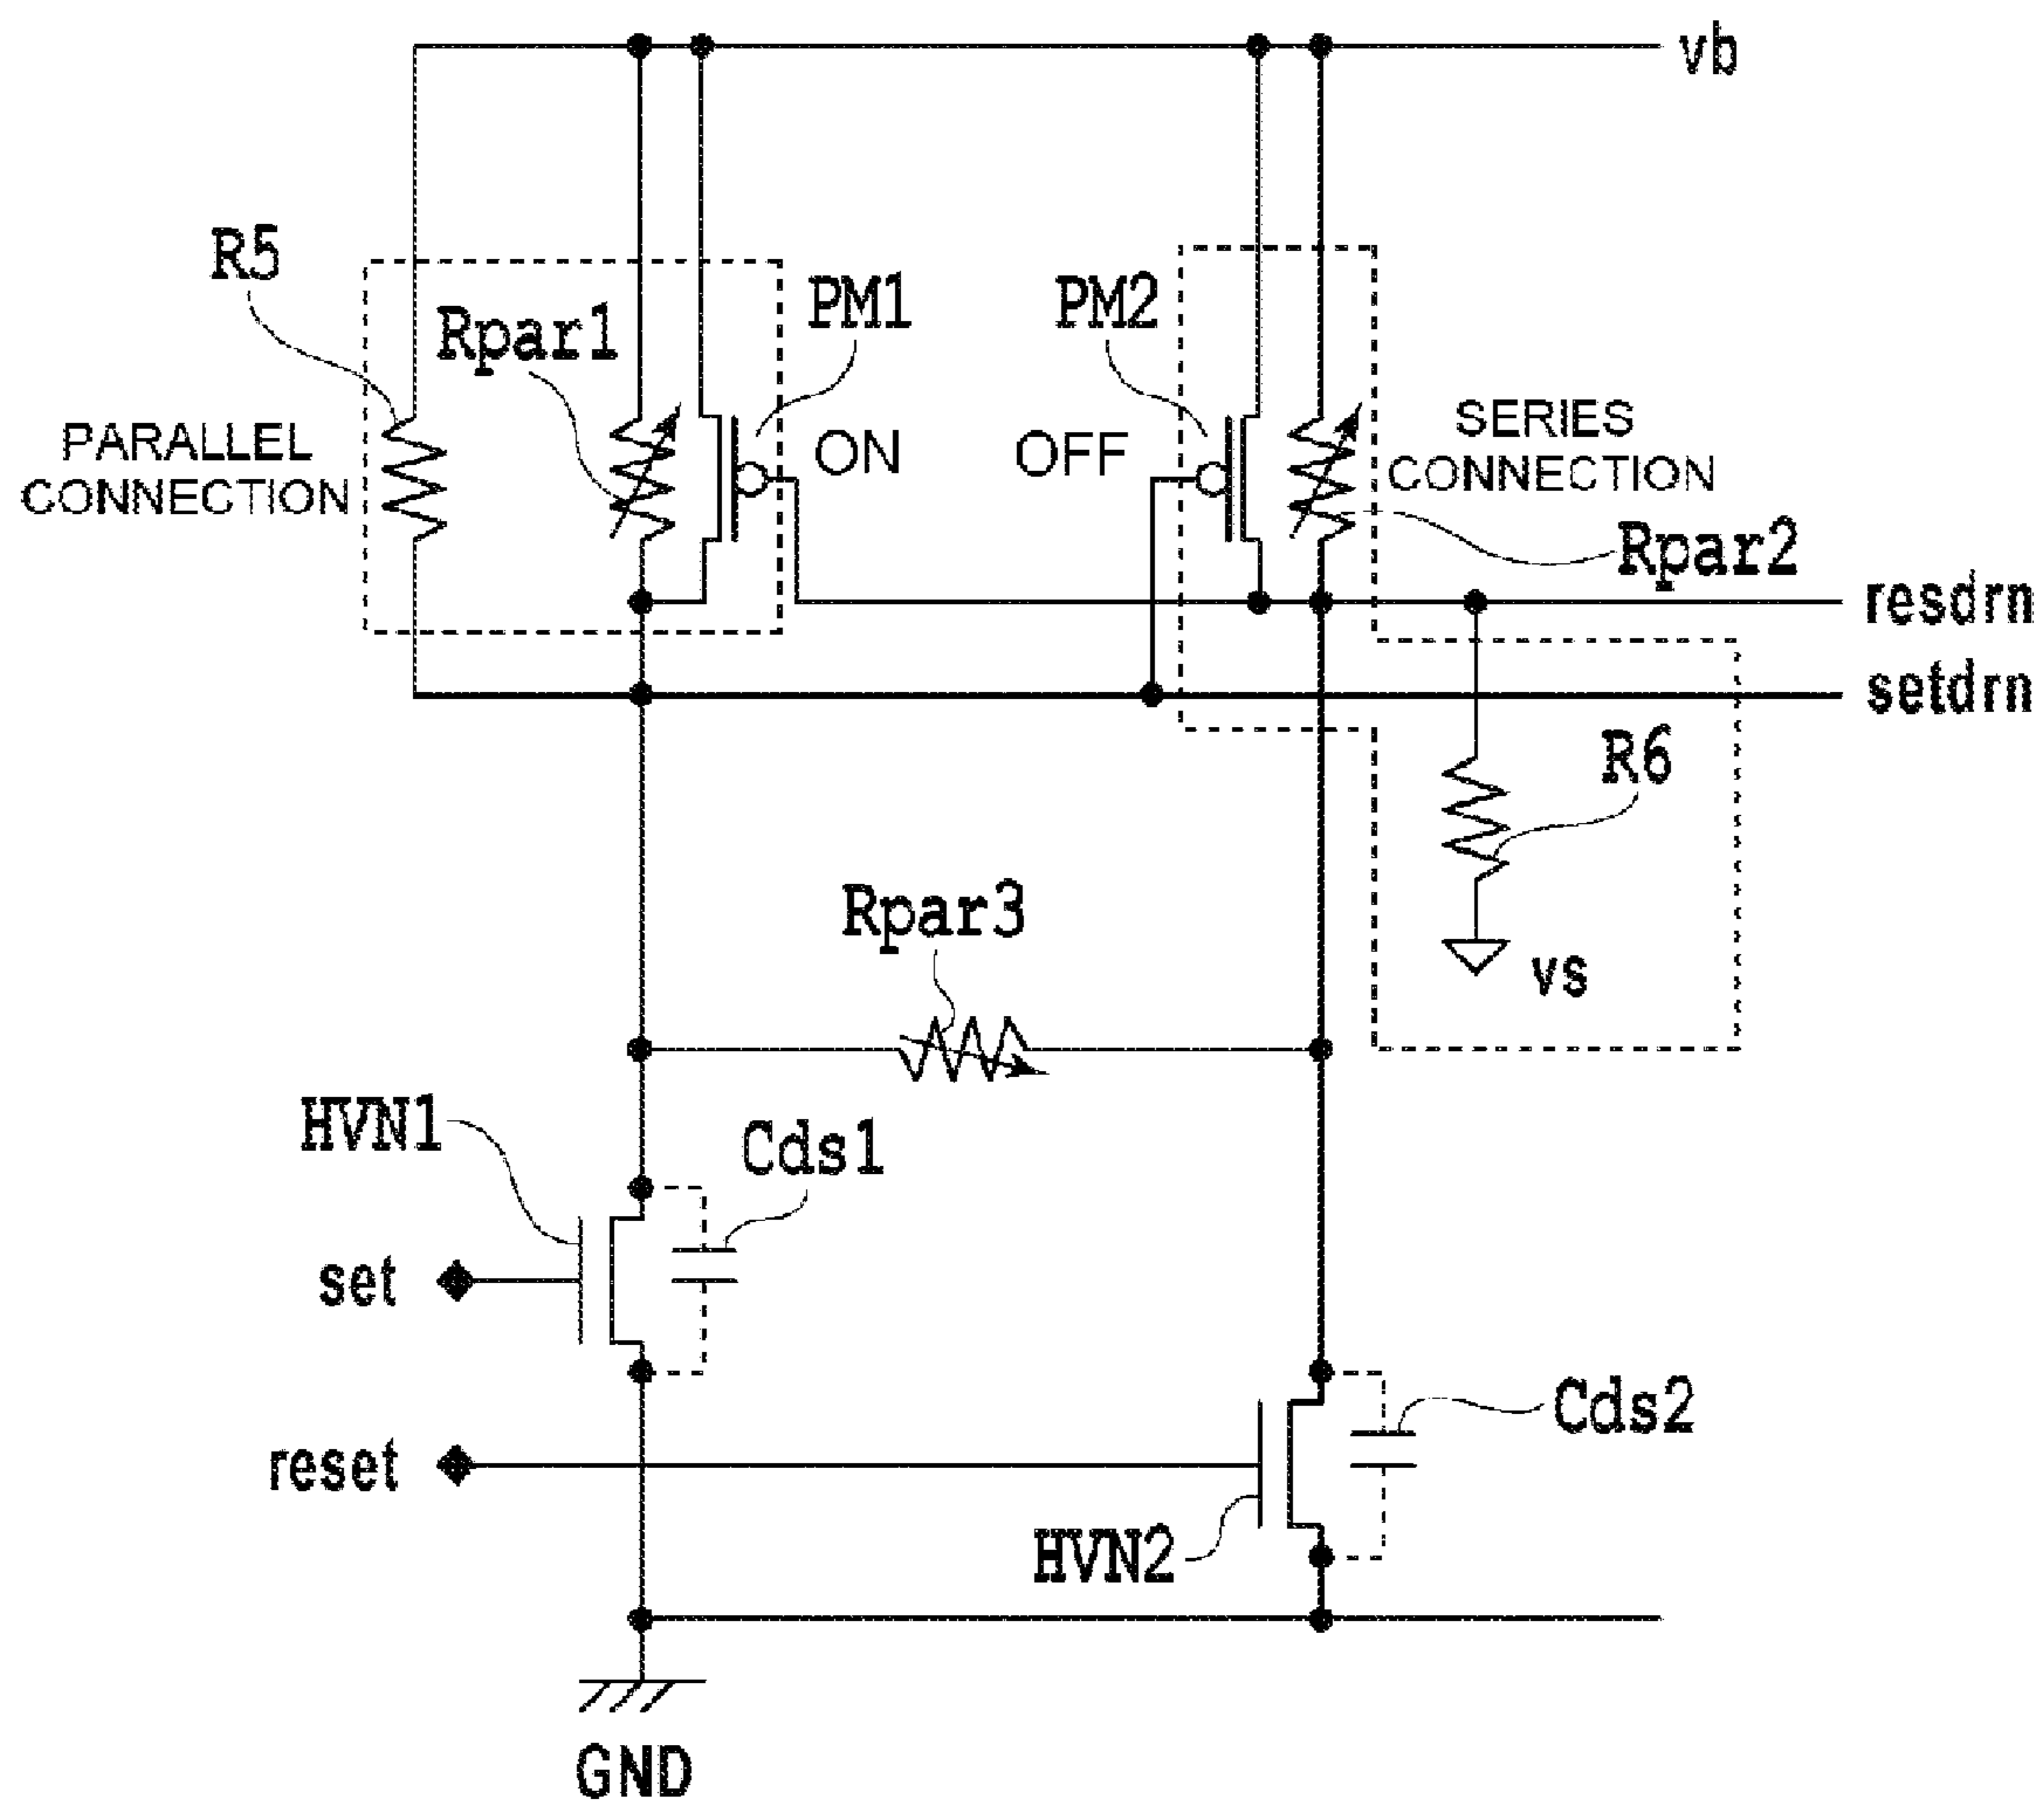 vb
R5
Rpar1
PM1
PM2
PARALLEL
CONNECTION
ON
OFF
SERIES
CONNECTION
Rpar2
resdrn
setdrn
R6
Rpar3
vs
HVN1
Cds1
set
Cds2
reset
HVN2
GND